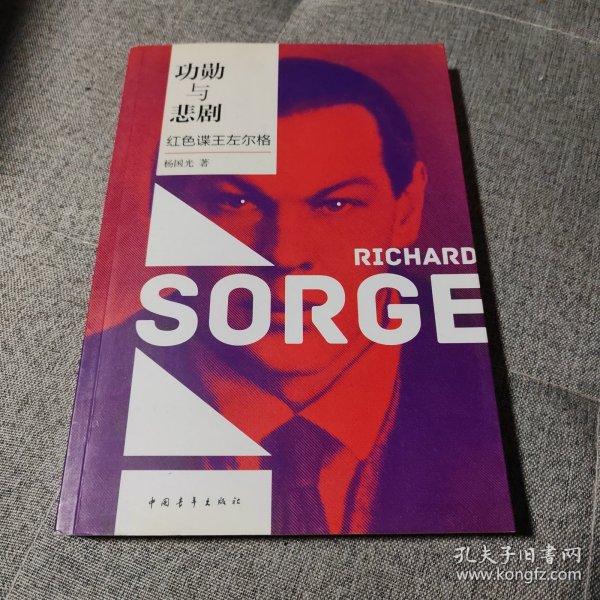 功勋
与
悲剧
红色谍王左尔格
杨国光 著
RICHARD
SORGE
中国青年出版社
孔夫子旧书网
www.kongfz.com